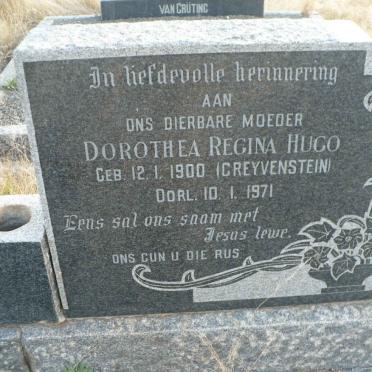 VAN GRÜTING
In liefdevolle herinnering
AAN
ONS DIERBARE MOEDER
DOROTHEA REGINA HUGO
GEB. 12. 1. 1900 (GREYVENSTEIN)
OORL. 10. 1. 1971
Eens sal ons saam met
Jesus lewe.
ONS GUN U DIE RUS.